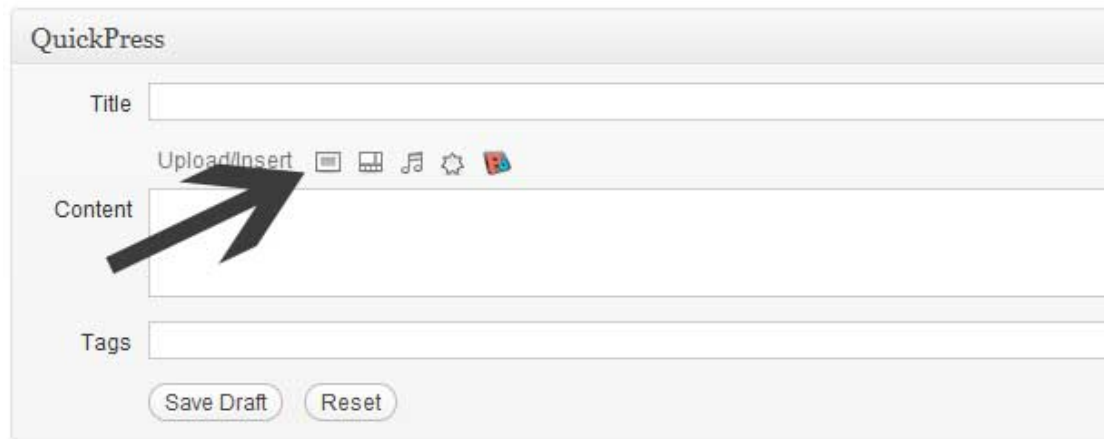 QuickPress
Title
Upload/Insert
Content
Tags
Save Draft Reset